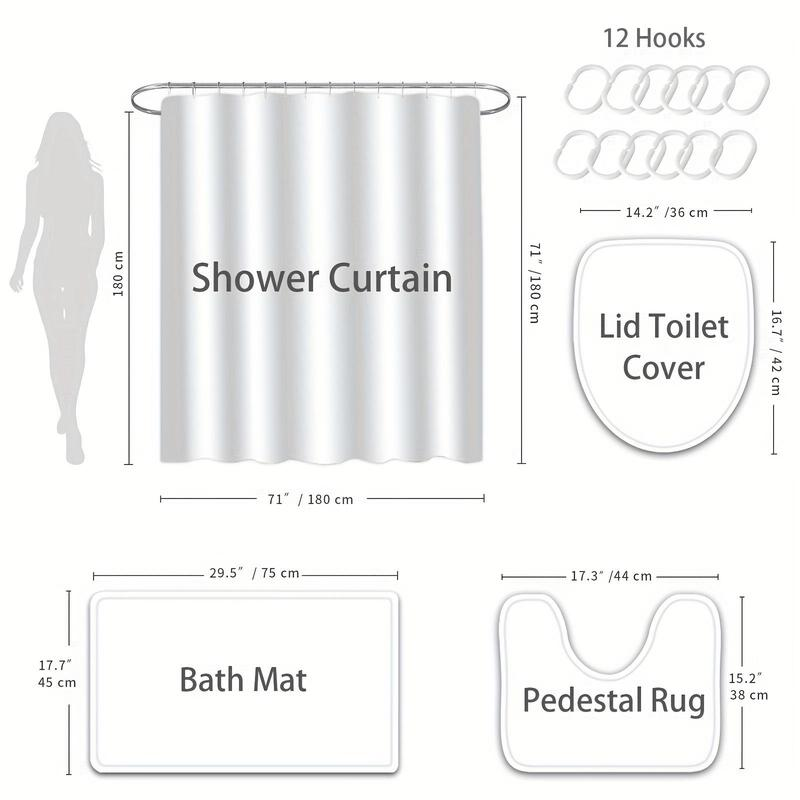 12 Hooks
14.2″ /36 cm
180 cm
Shower Curtain
71″ /180 cm
Lid Toilet
Cover
16.7″ / 42 cm
71″ / 180 cm
29.5″ / 75 cm
17.3″ /44 cm
17.7″
45 cm
Bath Mat
Pedestal Rug
15.2″
38 cm